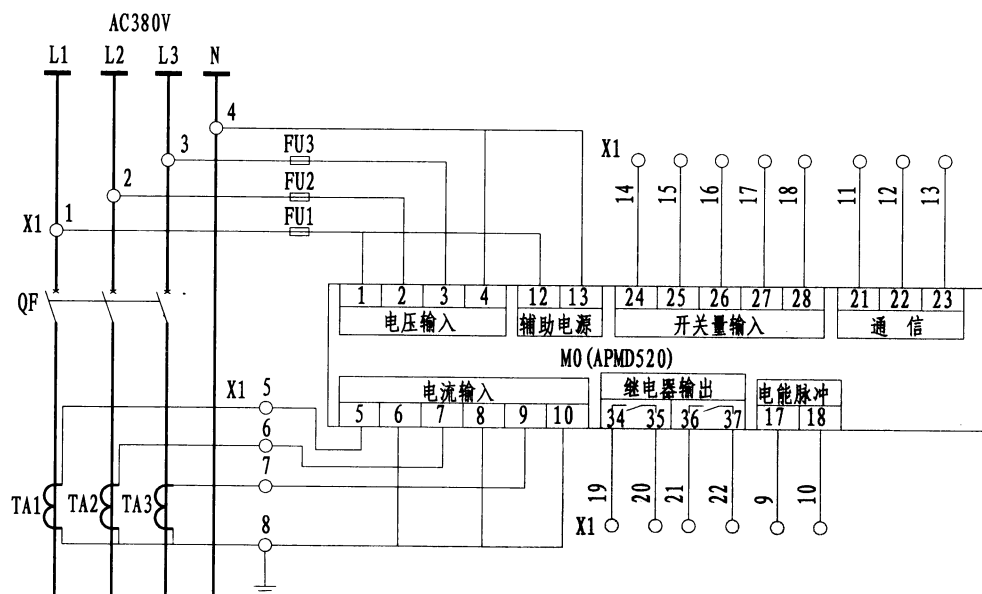 AC380V
L1 L2 L3 N
4
3 FU3
2 FU2
X1 1 FU1
X1
14 15 16 17 18 11 12 13
QF
1 2 3 4 12 13 24 25 26 27 28 21 22 23
电压输入 辅助电源 开关量输入 通 信
M0(APMD520)
电流输入 继电器输出 电能脉冲
5 6 7 8 9 10 34 35 36 37 17 18
X1 5
6
7
TA1 TA2 TA3
8
19 20 21 22 9 10
X1